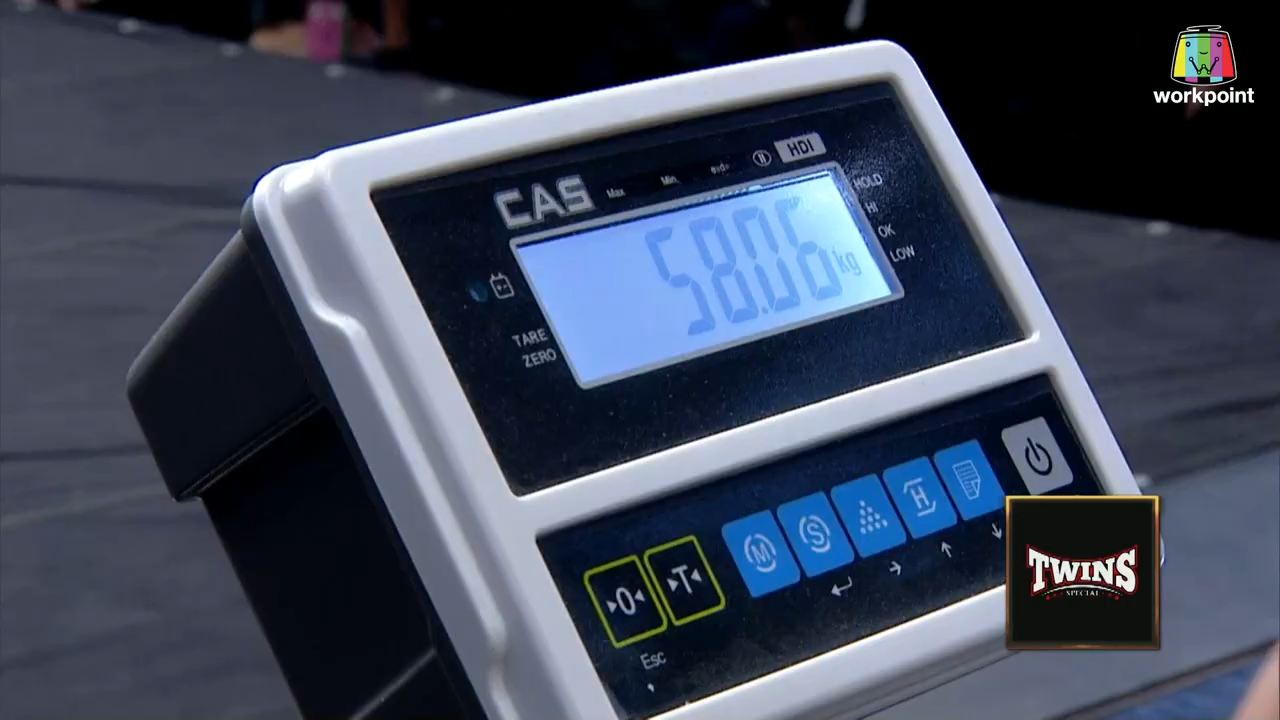 workpoint
HDI
CAS
Max
Min
HOLD
HI
OK
LOW
58.06 kg
TARE
ZERO
M
S
H
0
T
Esc
TWINS
SPECIAL